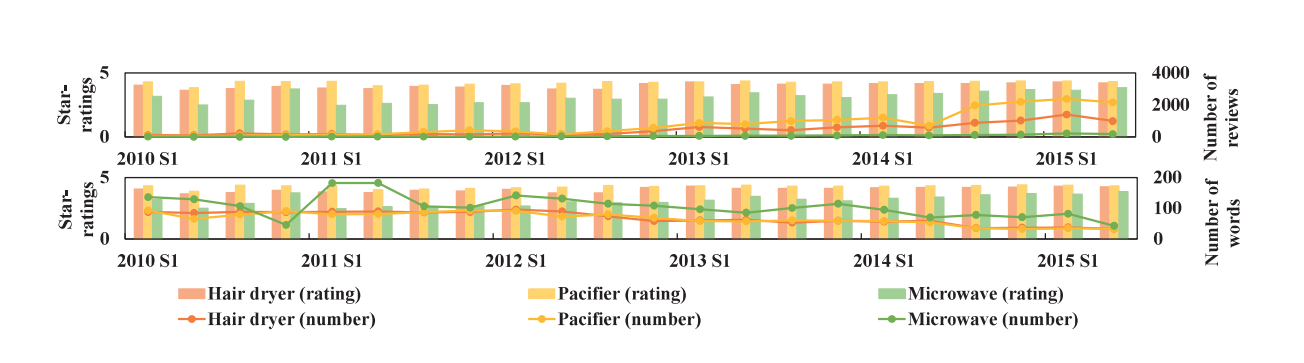 Star-
ratings
5
0
4000
2000
0
Number of
reviews
2010 S1 2011 S1 2012 S1 2013 S1 2014 S1 2015 S1
Star-
ratings
5
0
200
100
0
Number of
words
2010 S1 2011 S1 2012 S1 2013 S1 2014 S1 2015 S1
Hair dryer (rating) Pacifier (rating) Microwave (rating)
Hair dryer (number) Pacifier (number) Microwave (number)